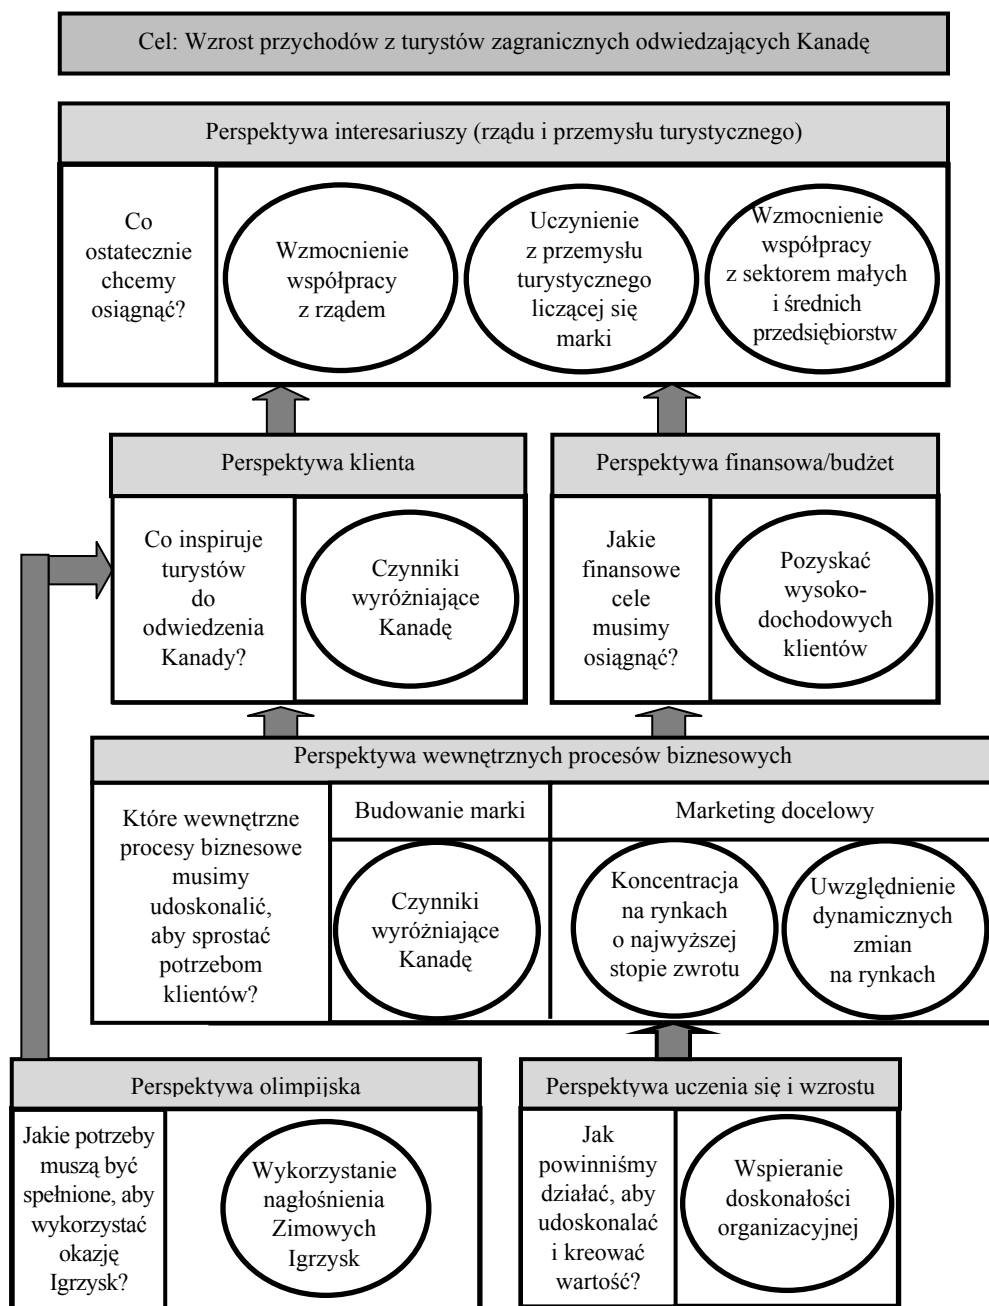 Cel: Wzrost przychodów z turystów zagranicznych odwiedzających Kanadę
Perspektywa interesariuszy (rządu i przemysłu turystycznego)
Co
ostatecznie
chcemy
osiągnąć?
Wzmocnienie
współpracy
z rządem
Uczynienie
z przemysłu
turystycznego
liczącej się
marki
Wzmocnienie
współpracy
z sektorem małych
i średnich
przedsiębiorstw
Perspektywa klienta
Co inspiruje
turystów
do
odwiedzenia
Kanady?
Czynniki
wyróżniające
Kanadę
Perspektywa finansowa/budżet
Jakie
finansowe
cele
musimy
osiągnąć?
Pozyskać
wysoko-
dochodowych
klientów
Perspektywa wewnętrznych procesów biznesowych
Które wewnętrzne
procesy biznesowe
musimy
udoskonalić,
aby sprostać
potrzebom
klientów?
Budowanie marki
Czynniki
wyróżniające
Kanadę
Marketing docelowy
Koncentracja
na rynkach
o najwyższej
stopie zwrotu
Uwzględnienie
dynamicznych
zmian
na rynkach
Perspektywa olimpijska
Jakie potrzeby
muszą być
spełnione, aby
wykorzystać
okazję
Igrzysk?
Wykorzystanie
nagłośnienia
Zimowych
Igrzysk
Perspektywa uczenia się i wzrostu
Jak
powinniśmy
działać, aby
udoskonalać
i kreować
wartość?
Wspieranie
doskonałości
organizacyjnej